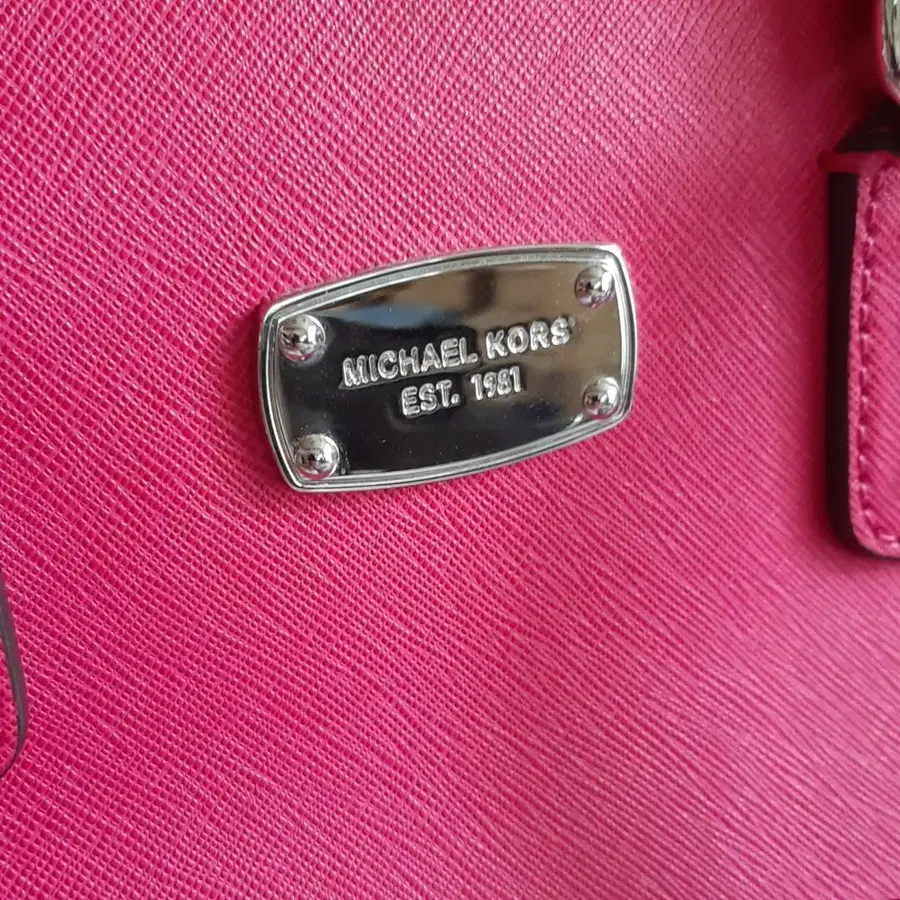 MICHAEL KORS
EST. 1981